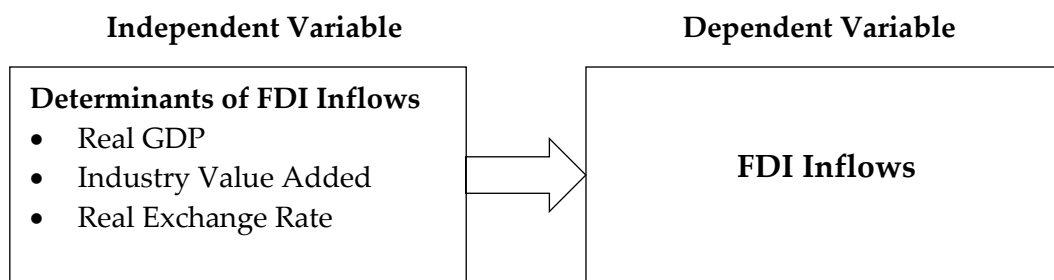 Independent Variable
Dependent Variable
Determinants of FDI Inflows
• Real GDP
• Industry Value Added
• Real Exchange Rate
FDI Inflows